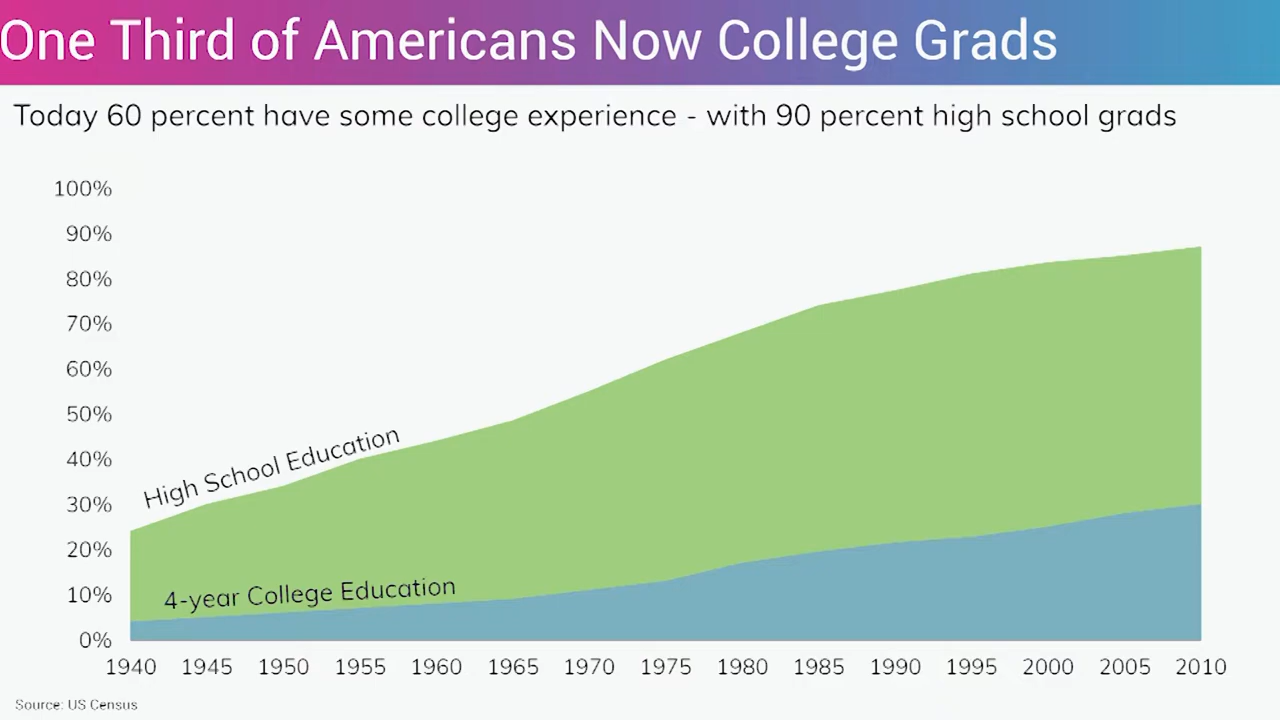 One Third of Americans Now College Grads
Today 60 percent have some college experience - with 90 percent high school grads
100%
90%
80%
70%
60%
50%
40%
30%
20%
10%
0%
High School Education
4-year College Education
1940 1945 1950 1955 1960 1965 1970 1975 1980 1985 1990 1995 2000 2005 2010
Source: US Census